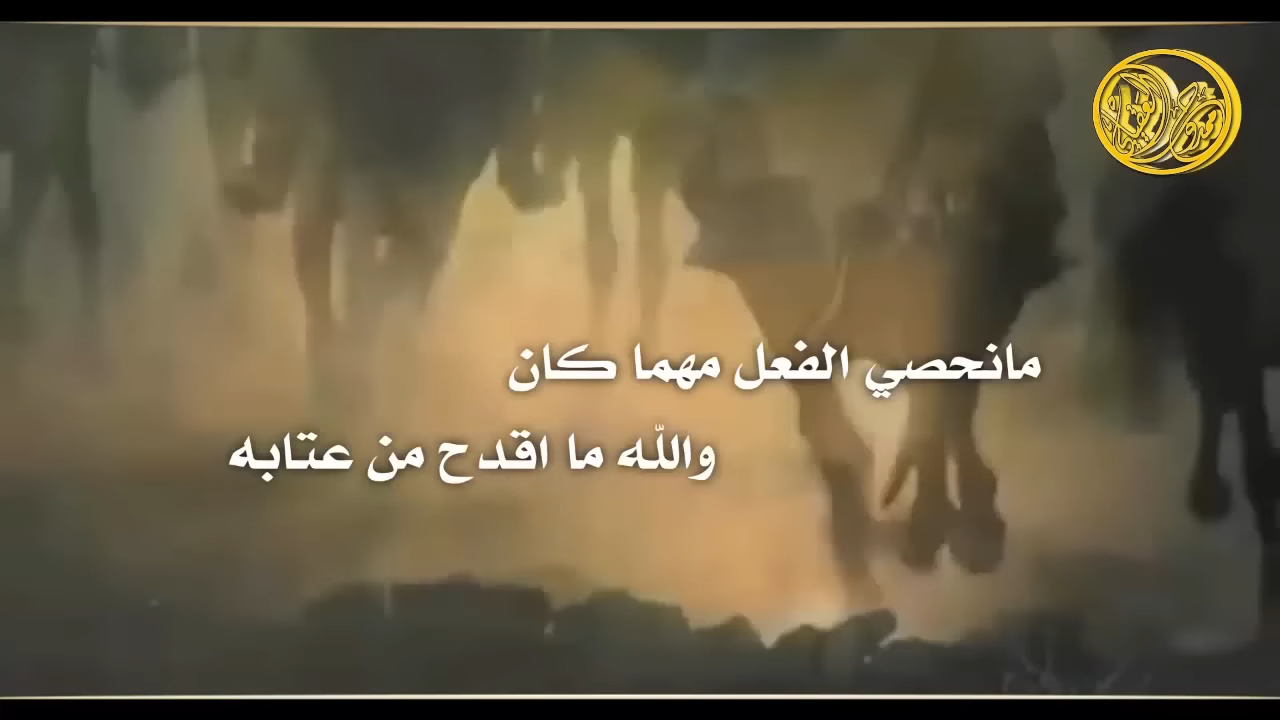 مانحصي الفعل مهما كان
والله ما اقدح من عتابه